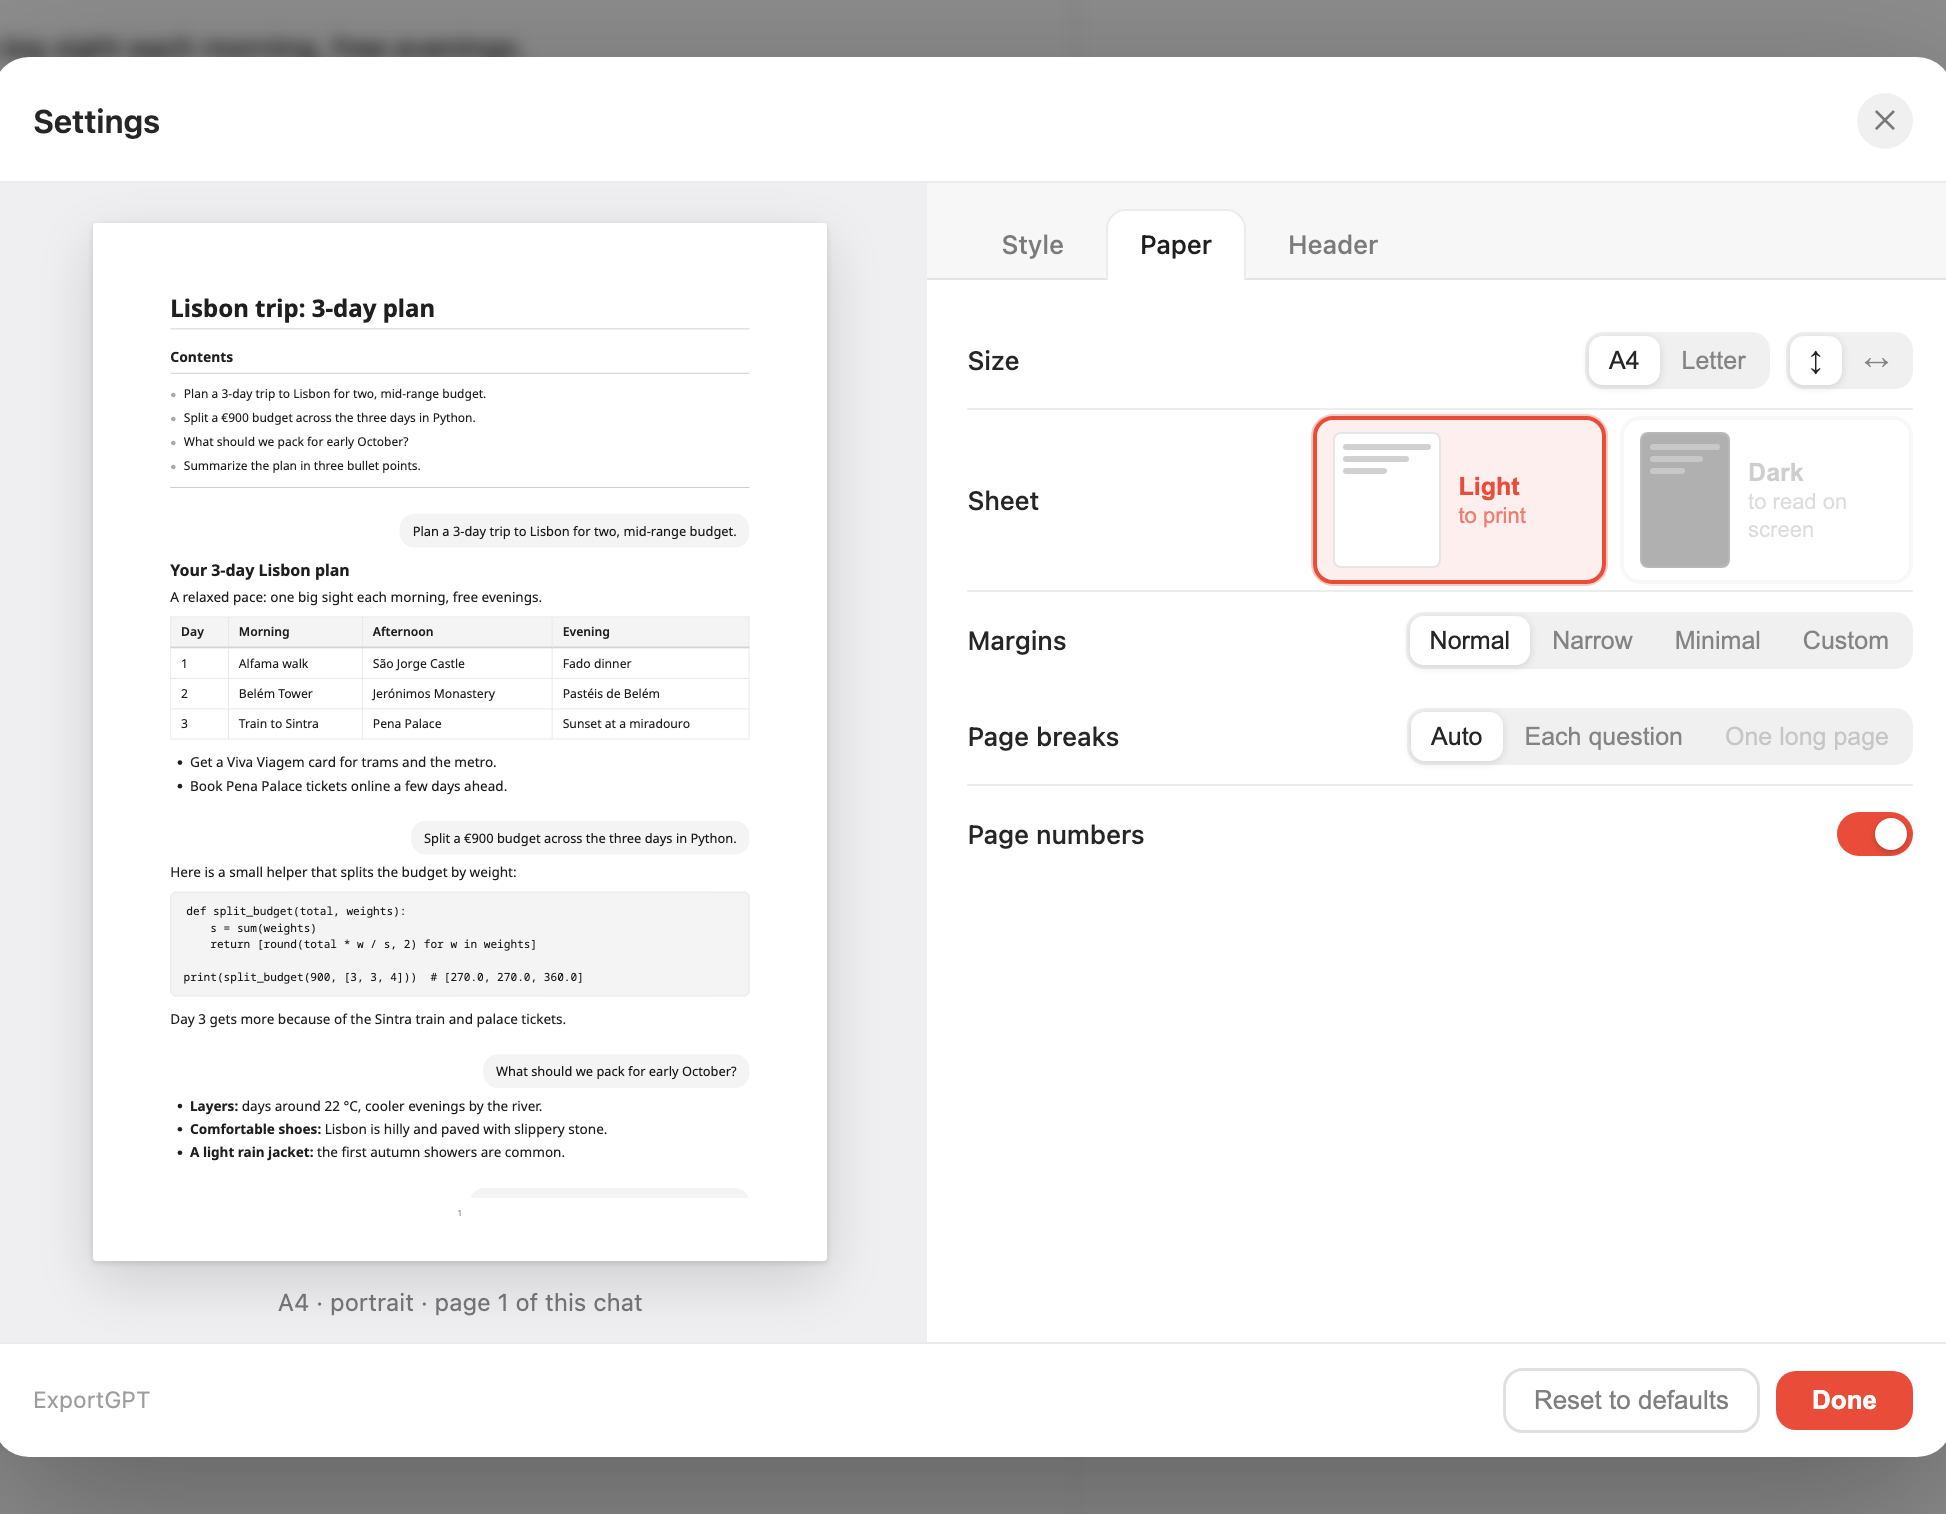 Settings
Lisbon trip: 3-day plan
Contents
Plan a 3-day trip to Lisbon for two, mid-range budget.
Split a €900 budget across the three days in Python.
What should we pack for early October?
Summarize the plan in three bullet points.
Plan a 3-day trip to Lisbon for two, mid-range budget.
Your 3-day Lisbon plan
A relaxed pace: one big sight each morning, free evenings.
Day Morning Afternoon Evening
1 Alfama walk São Jorge Castle Fado dinner
2 Belém Tower Jerónimos Monastery Pastéis de Belém
3 Train to Sintra Pena Palace Sunset at a miradouro
• Get a Viva Viagem card for trams and the metro.
• Book Pena Palace tickets online a few days ahead.
Split a €900 budget across the three days in Python.
Here is a small helper that splits the budget by weight:
def split_budget(total, weights):
    s = sum(weights)
    return [round(total * w / s, 2) for w in weights]
print(split_budget(900, [3, 3, 4]))  # [270.0, 270.0, 360.0]
Day 3 gets more because of the Sintra train and palace tickets.
What should we pack for early October?
• Layers: days around 22 °C, cooler evenings by the river.
• Comfortable shoes: Lisbon is hilly and paved with slippery stone.
• A light rain jacket: the first autumn showers are common.
1
A4 · portrait · page 1 of this chat
Style Paper Header
Size A4 Letter
Sheet
Light
to print
Dark
to read on
screen
Margins Normal Narrow Minimal Custom
Page breaks Auto Each question One long page
Page numbers
ExportGPT
Reset to defaults Done